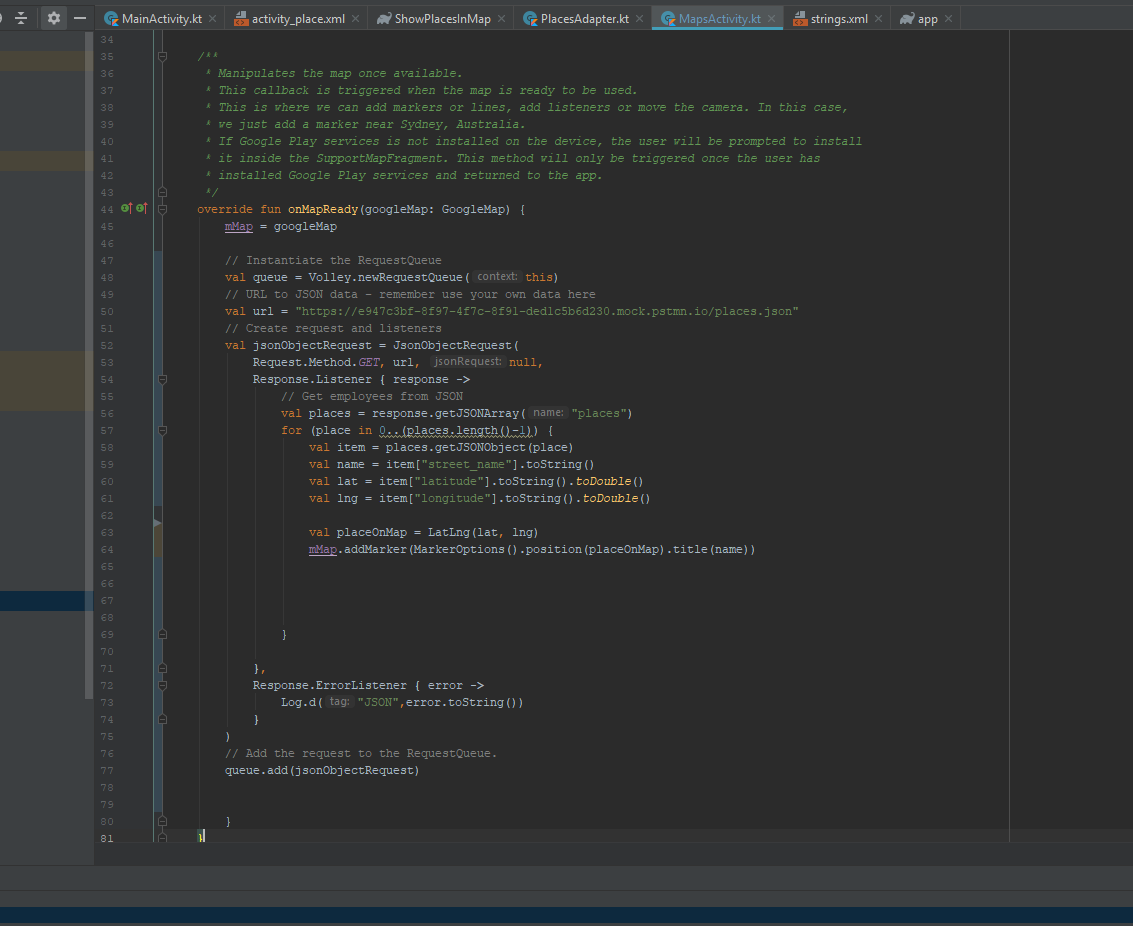 MainActivity.kt activity_place.xml ShowPlacesInMap PlacesAdapter.kt MapsActivity.kt strings.xml app
34
35 /**
36 * Manipulates the map once available.
37 * This callback is triggered when the map is ready to be used.
38 * This is where we can add markers or lines, add listeners or move the camera. In this case,
39 * we just add a marker near Sydney, Australia.
40 * If Google Play services is not installed on the device, the user will be prompted to install
41 * it inside the SupportMapFragment. This method will only be triggered once the user has
42 * installed Google Play services and returned to the app.
43 */
44 override fun onMapReady(googleMap: GoogleMap) {
45 mMap = googleMap
46
47 // Instantiate the RequestQueue
48 val queue = Volley.newRequestQueue( context: this)
49 // URL to JSON data - remember use your own data here
50 val url = "https://e947c3bf-8f97-4f7c-8f91-ded1c5b6d230.mock.pstmn.io/places.json"
51 // Create request and listeners
52 val jsonObjectRequest = JsonObjectRequest(
53 Request.Method.GET, url, jsonRequest: null,
54 Response.Listener { response ->
55 // Get employees from JSON
56 val places = response.getJSONArray( name: "places")
57 for (place in 0..(places.length()-1)) {
58 val item = places.getJSONObject(place)
59 val name = item["street_name"].toString()
60 val lat = item["latitude"].toString().toDouble()
61 val lng = item["longitude"].toString().toDouble()
62
63 val placeOnMap = LatLng(lat, lng)
64 mMap.addMarker(MarkerOptions().position(placeOnMap).title(name))
65
66
67
68
69 }
70
71 },
72 Response.ErrorListener { error ->
73 Log.d( tag: "JSON",error.toString())
74 }
75 )
76 // Add the request to the RequestQueue.
77 queue.add(jsonObjectRequest)
78
79
80 }
81 }